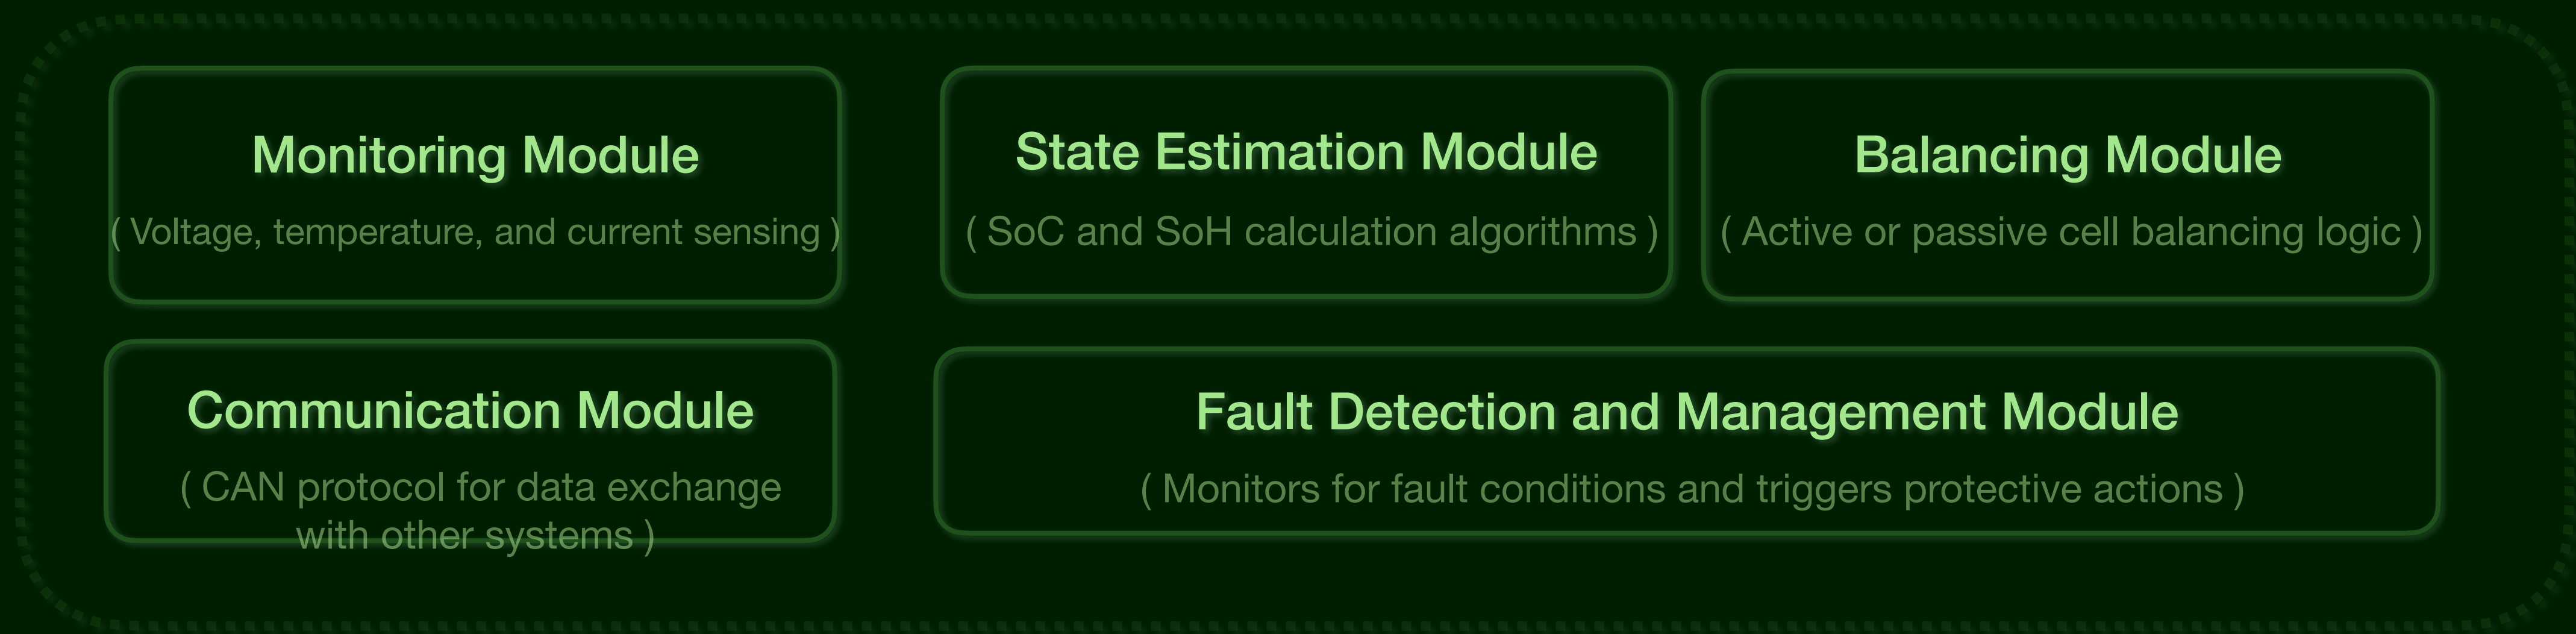 Monitoring Module
( Voltage, temperature, and current sensing )
State Estimation Module
( SoC and SoH calculation algorithms )
Balancing Module
( Active or passive cell balancing logic )
Communication Module
( CAN protocol for data exchange
with other systems )
Fault Detection and Management Module
( Monitors for fault conditions and triggers protective actions )